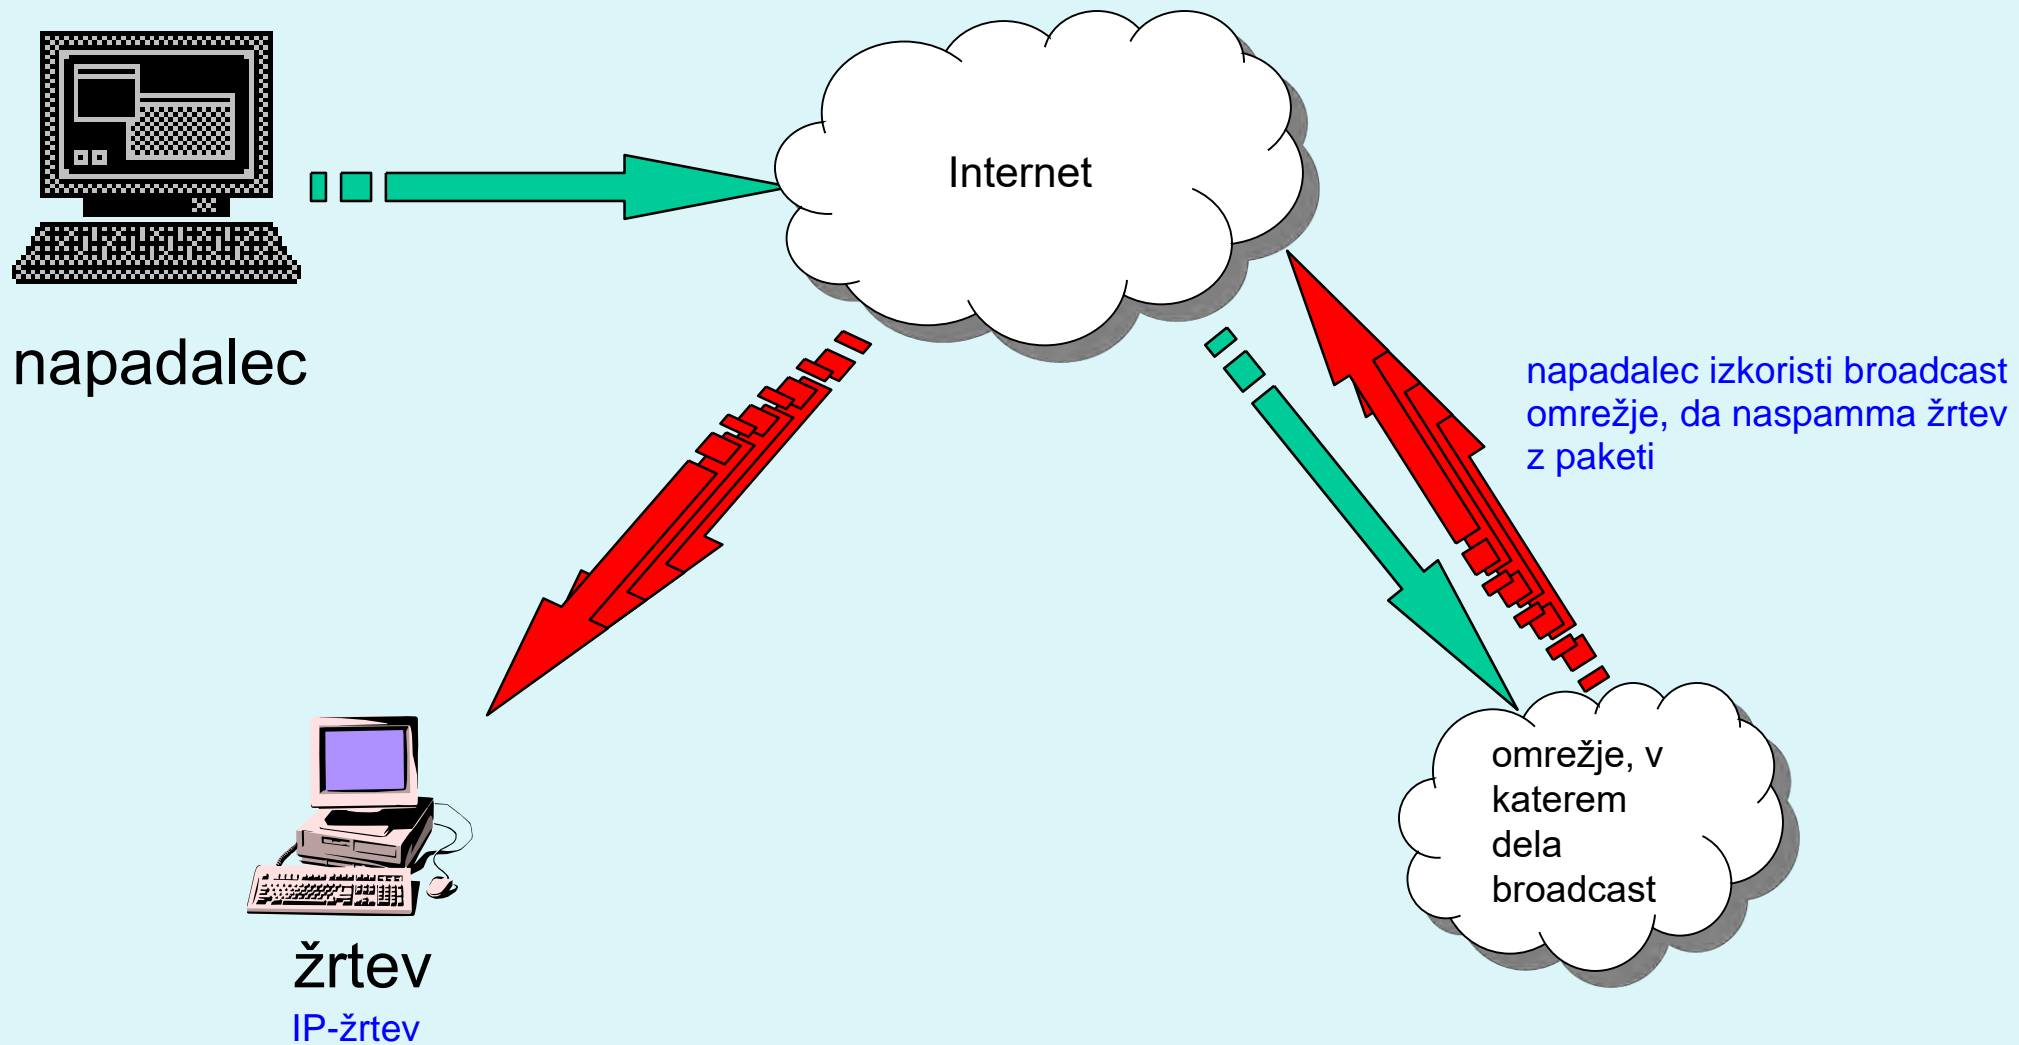 Internet
napadalec
napadalec izkoristi broadcast
omrežje, da naspamma žrtev
z paketi
omrežje, v
katerem
dela
broadcast
žrtev
IP-žrtev